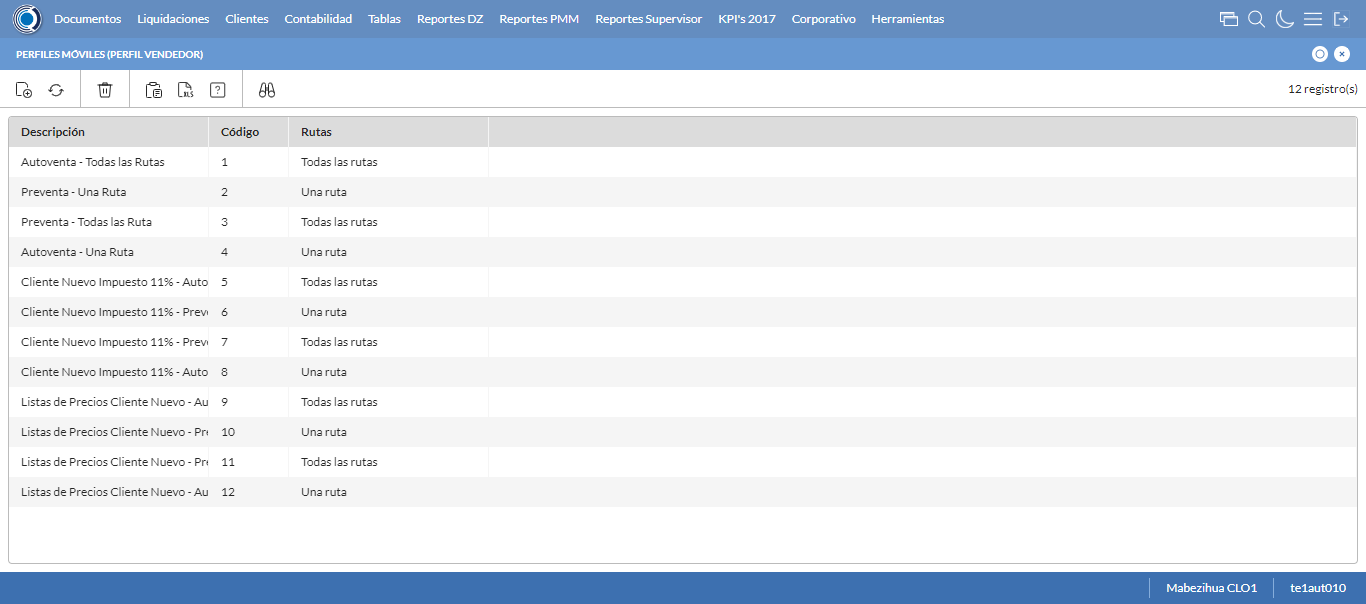 Documentos Liquidaciones Clientes Contabilidad Tablas Reportes DZ Reportes PMM Reportes Supervisor KPI's 2017 Corporativo Herramientas
PERFILES MÓVILES (PERFIL VENDEDOR)
XLS ? 12 registro(s)
Descripción Código Rutas
Autoventa - Todas las Rutas 1 Todas las rutas
Preventa - Una Ruta 2 Una ruta
Preventa - Todas las Ruta 3 Todas las rutas
Autoventa - Una Ruta 4 Una ruta
Cliente Nuevo Impuesto 11% - Auto 5 Todas las rutas
Cliente Nuevo Impuesto 11% - Prev 6 Una ruta
Cliente Nuevo Impuesto 11% - Prev 7 Todas las rutas
Cliente Nuevo Impuesto 11% - Auto 8 Una ruta
Listas de Precios Cliente Nuevo - Au 9 Todas las rutas
Listas de Precios Cliente Nuevo - Pr 10 Una ruta
Listas de Precios Cliente Nuevo - Pr 11 Todas las rutas
Listas de Precios Cliente Nuevo - Au 12 Una ruta
Mabezihua CLO1 te1aut010